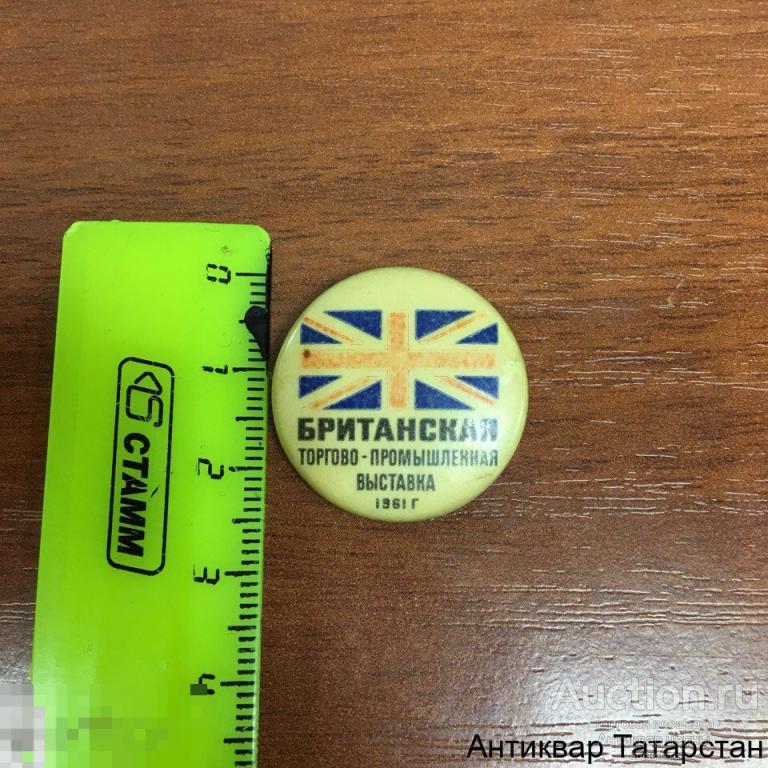 0
1
2
3
4
СТАММ
БРИТАНСКАЯ
ТОРГОВО-ПРОМЫШЛЕННАЯ
ВЫСТАВКА
1961 Г
Auction.ru
Антиквар Татарстан